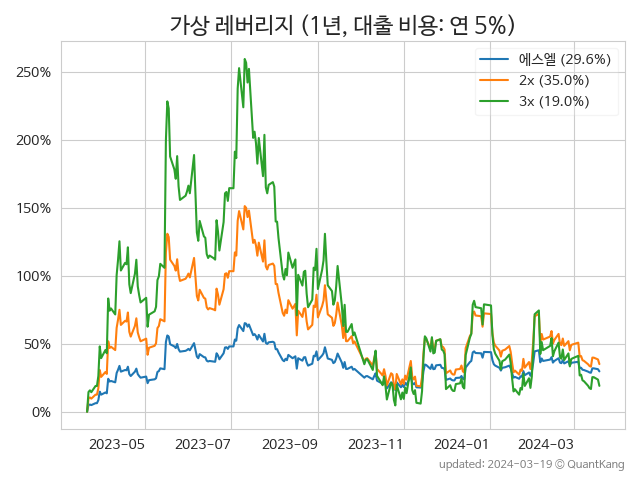 가상 레버리지 (1년, 대출 비용: 연 5%)
에스엘 (29.6%)
2x (35.0%)
3x (19.0%)
250%
200%
150%
100%
50%
0%
2023-05 2023-07 2023-09 2023-11 2024-01 2024-03
updated: 2024-03-19 © QuantKang